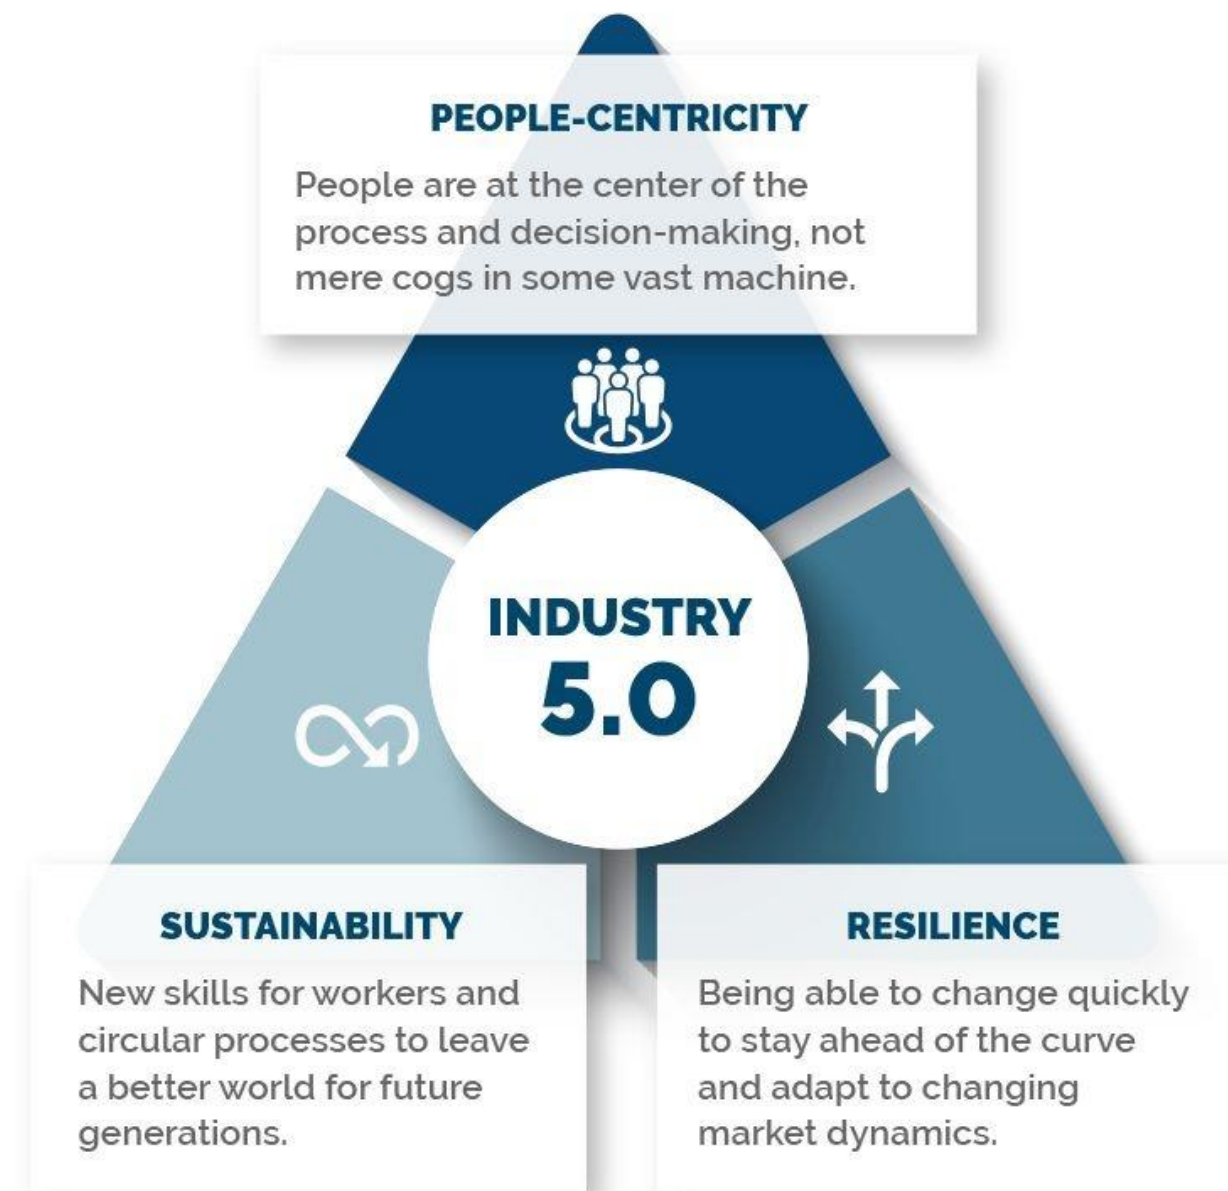 PEOPLE-CENTRICITY
People are at the center of the
process and decision-making, not
mere cogs in some vast machine.
INDUSTRY
5.0
SUSTAINABILITY
New skills for workers and
circular processes to leave
a better world for future
generations.
RESILIENCE
Being able to change quickly
to stay ahead of the curve
and adapt to changing
market dynamics.